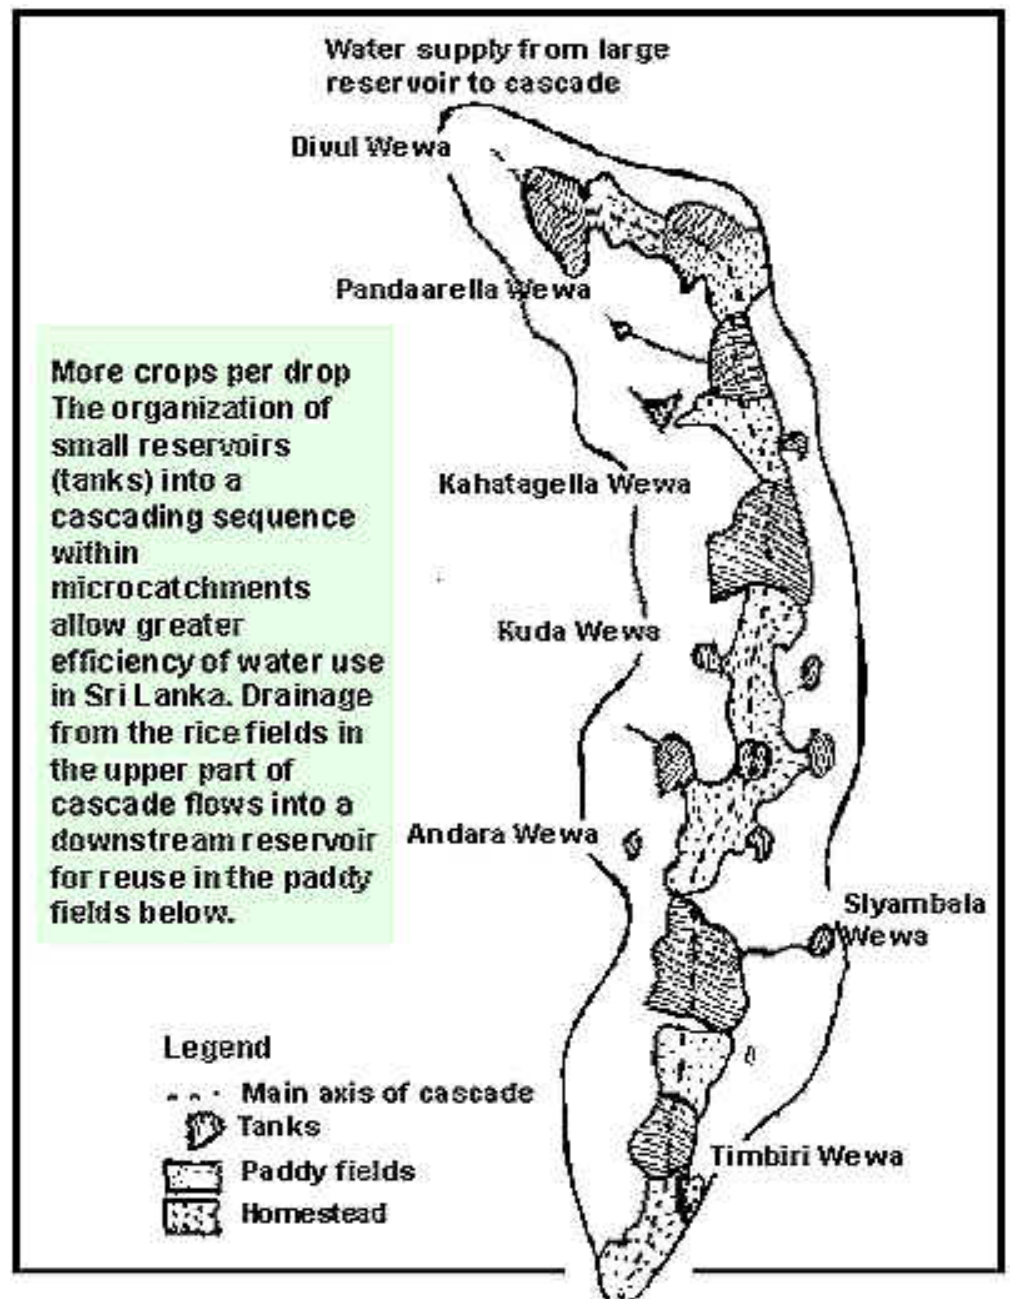 Water supply from large
reservoir to cascade
Divul Wewa
Pandaarella Wewa
More crops per drop
The organization of
small reservoirs
(tanks) into a
cascading sequence
within
microcatchments
allow greater
efficiency of water use
in Sri Lanka. Drainage
from the rice fields in
the upper part of
cascade flows into a
downstream reservoir
for reuse in the paddy
fields below.
Kahatagella Wewa
Kuda Wewa
Andara Wewa
Slyambala
Wewa
Legend
Main axis of cascade
Tanks
Paddy fields
Homestead
Timbiri Wewa